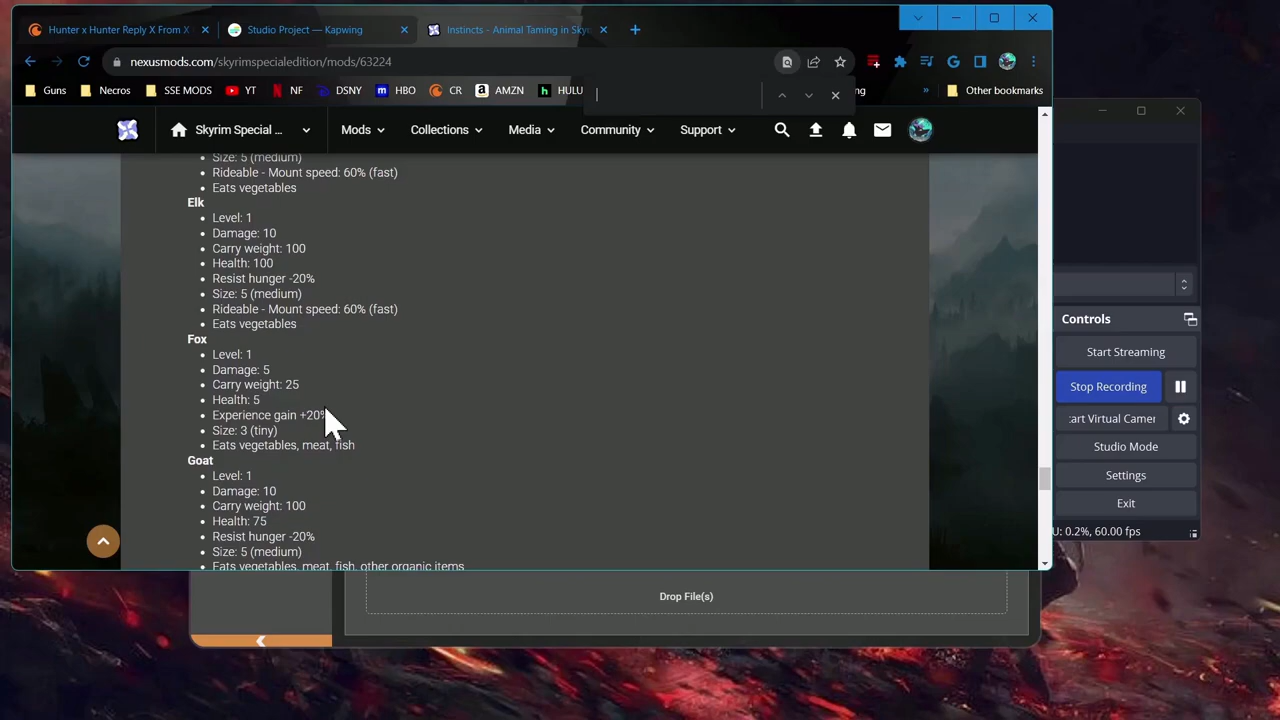 Hunter x Hunter Reply X From X
Studio Project — Kapwing
Instincts - Animal Taming in Sky
nexusmods.com/skyrimspecialedition/mods/63224
Guns
Necros
SSE MODS
YT
NF
DSNY
HBO
CR
AMZN
HULU
Other bookmarks
Skyrim Special ...
Mods
Collections
Media
Community
Support
Size: 5 (medium)
Rideable - Mount speed: 60% (fast)
Eats vegetables
Elk
Level: 1
Damage: 10
Carry weight: 100
Health: 100
Resist hunger -20%
Size: 5 (medium)
Rideable - Mount speed: 60% (fast)
Eats vegetables
Fox
Level: 1
Damage: 5
Carry weight: 25
Health: 5
Experience gain +20%
Size: 3 (tiny)
Eats vegetables, meat, fish
Goat
Level: 1
Damage: 10
Carry weight: 100
Health: 75
Resist hunger -20%
Size: 5 (medium)
Eats vegetables, meat, fish, other organic items
Controls
Start Streaming
Stop Recording
:art Virtual Camer
Studio Mode
Settings
Exit
U: 0.2%, 60.00 fps
Drop File(s)